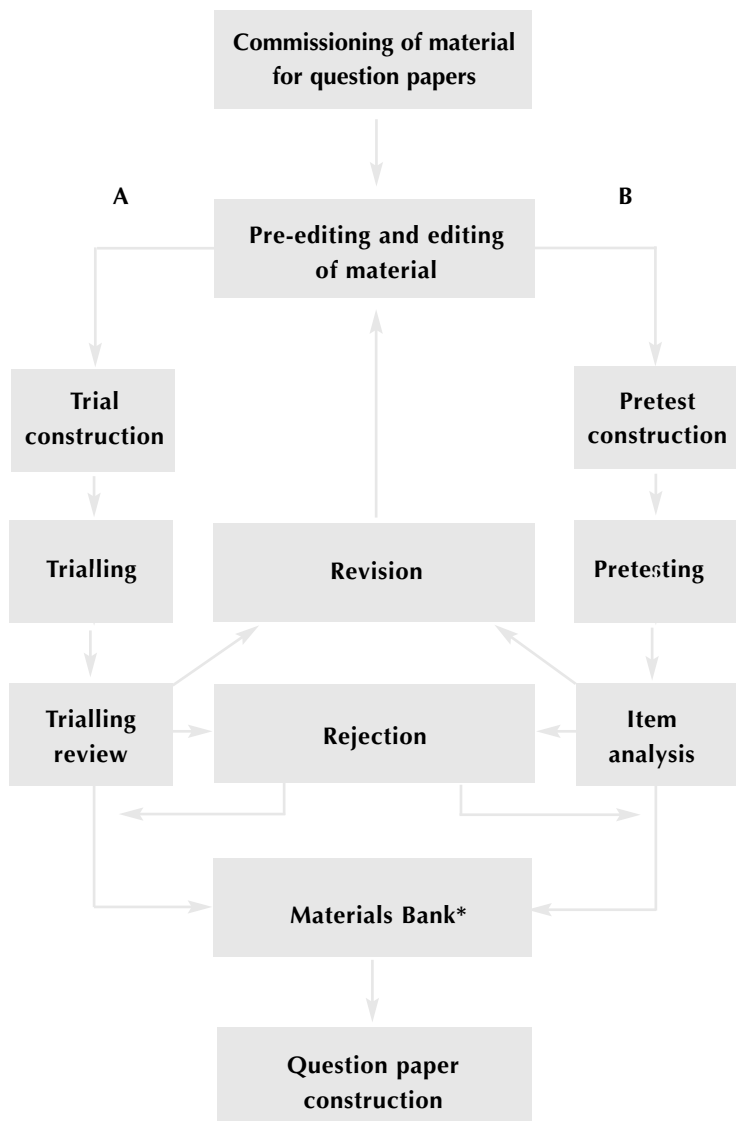 Commissioning of material
for question papers
A
B
Pre-editing and editing
of material
Trial
construction
Pretest
construction
Trialling
Revision
Pretesting
Trialling
review
Rejection
Item
analysis
Materials Bank*
Question paper
construction